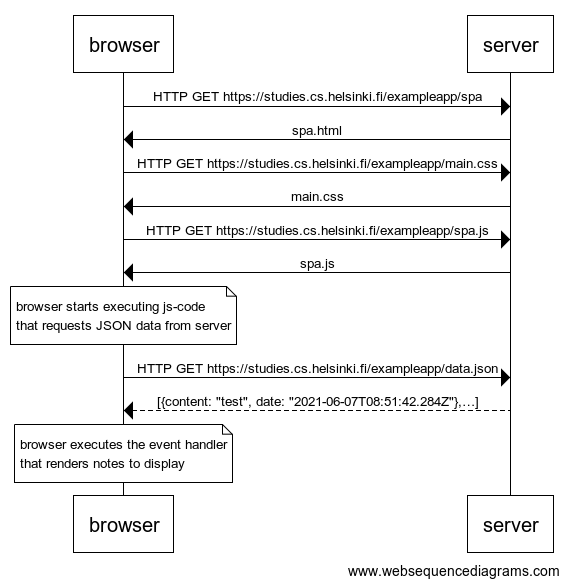 browser
server
HTTP GET https://studies.cs.helsinki.fi/exampleapp/spa
spa.html
HTTP GET https://studies.cs.helsinki.fi/exampleapp/main.css
main.css
HTTP GET https://studies.cs.helsinki.fi/exampleapp/spa.js
spa.js
browser starts executing js-code
that requests JSON data from server
HTTP GET https://studies.cs.helsinki.fi/exampleapp/data.json
[{content: "test", date: "2021-06-07T08:51:42.284Z"},…]
browser executes the event handler
that renders notes to display
browser
server
www.websequencediagrams.com